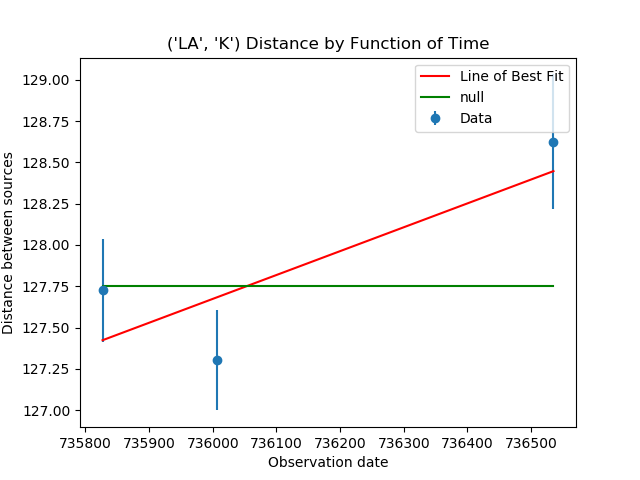 ('LA', 'K') Distance by Function of Time
Line of Best Fit
null
Data
Distance between sources
129.00
128.75
128.50
128.25
128.00
127.75
127.50
127.25
127.00
735800 735900 736000 736100 736200 736300 736400 736500
Observation date